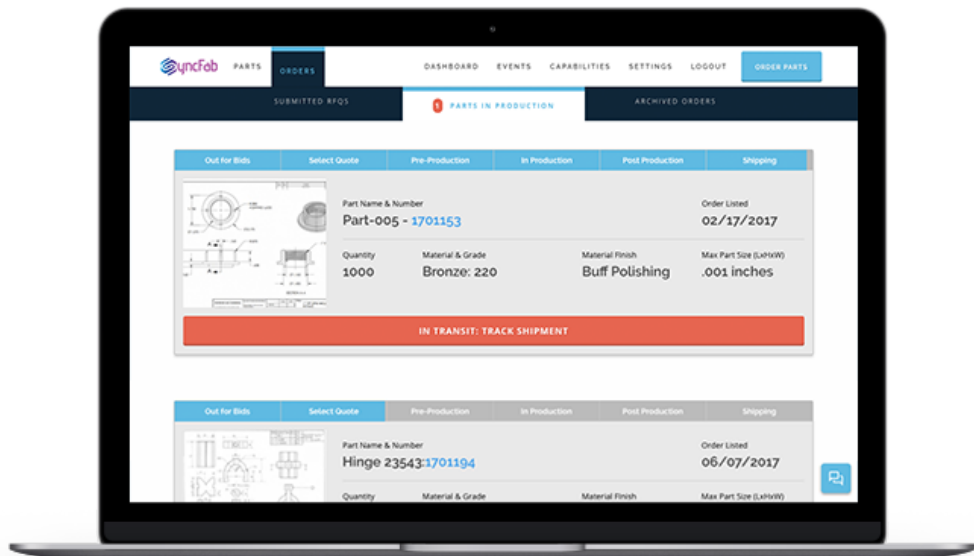 SyncFab PARTS ORDERS DASHBOARD EVENTS CAPABILITIES SETTINGS LOGOUT ORDER PARTS
SUBMITTED RFQS 1 PARTS IN PRODUCTION ARCHIVED ORDERS
Out for Bids Select Quote Pre-Production In Production Post Production Shipping
Part Name & Number Order Listed
Part-005 - 1701153 02/17/2017
Quantity Material & Grade Material Finish Max Part Size (LxHxW)
1000 Bronze: 220 Buff Polishing .001 inches
IN TRANSIT: TRACK SHIPMENT
Out for Bids Select Quote Pre-Production In Production Post Production Shipping
Part Name & Number Order Listed
Hinge 23543:1701194 06/07/2017
Quantity Material & Grade Material Finish Max Part Size (LxHxW)